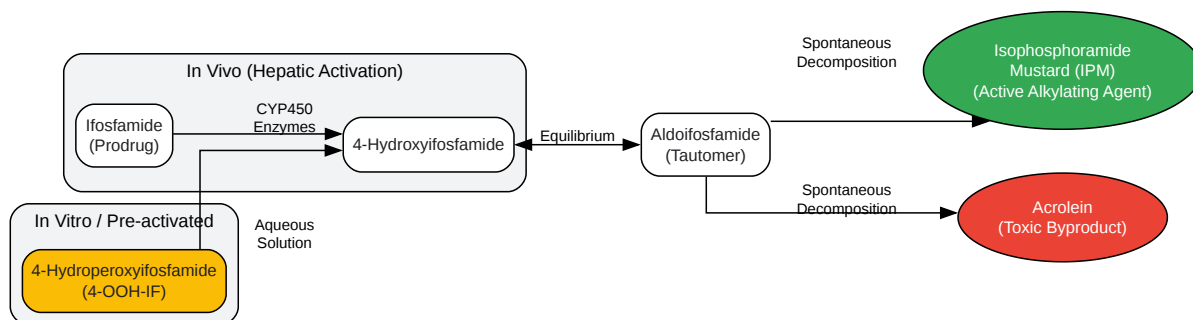 In Vivo (Hepatic Activation)
CYP450
Enzymes
Ifosfamide
(Prodrug)
4-Hydroxyifosfamide
Equilibrium
Aldoifosfamide
(Tautomer)
Spontaneous
Decomposition
Isophosphoramide
Mustard (IPM)
(Active Alkylating Agent)
Spontaneous
Decomposition
Acrolein
(Toxic Byproduct)
In Vitro / Pre-activated
Aqueous
Solution
4-Hydroperoxyifosfamide
(4-OOH-IF)